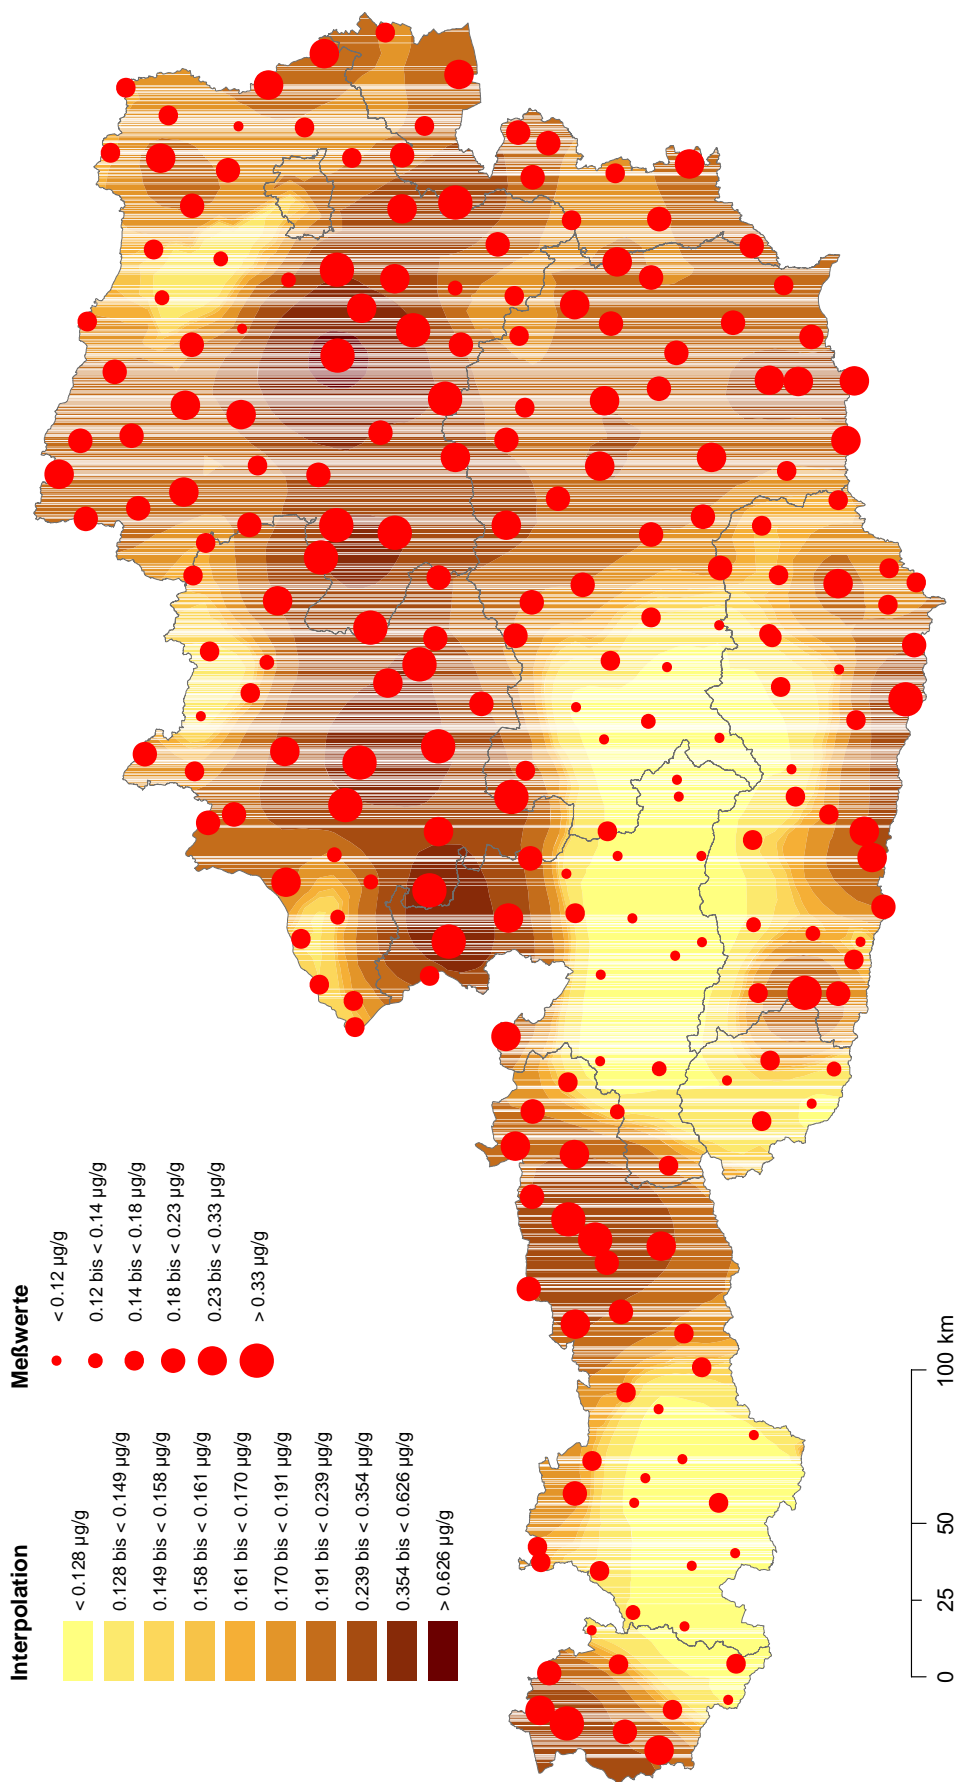 Interpolation
< 0.128 µg/g
0.128 bis < 0.149 µg/g
0.149 bis < 0.158 µg/g
0.158 bis < 0.161 µg/g
0.161 bis < 0.170 µg/g
0.170 bis < 0.191 µg/g
0.191 bis < 0.239 µg/g
0.239 bis < 0.354 µg/g
0.354 bis < 0.626 µg/g
> 0.626 µg/g
Meßwerte
< 0.12 µg/g
0.12 bis < 0.14 µg/g
0.14 bis < 0.18 µg/g
0.18 bis < 0.23 µg/g
0.23 bis < 0.33 µg/g
> 0.33 µg/g
0 25 50 100 km